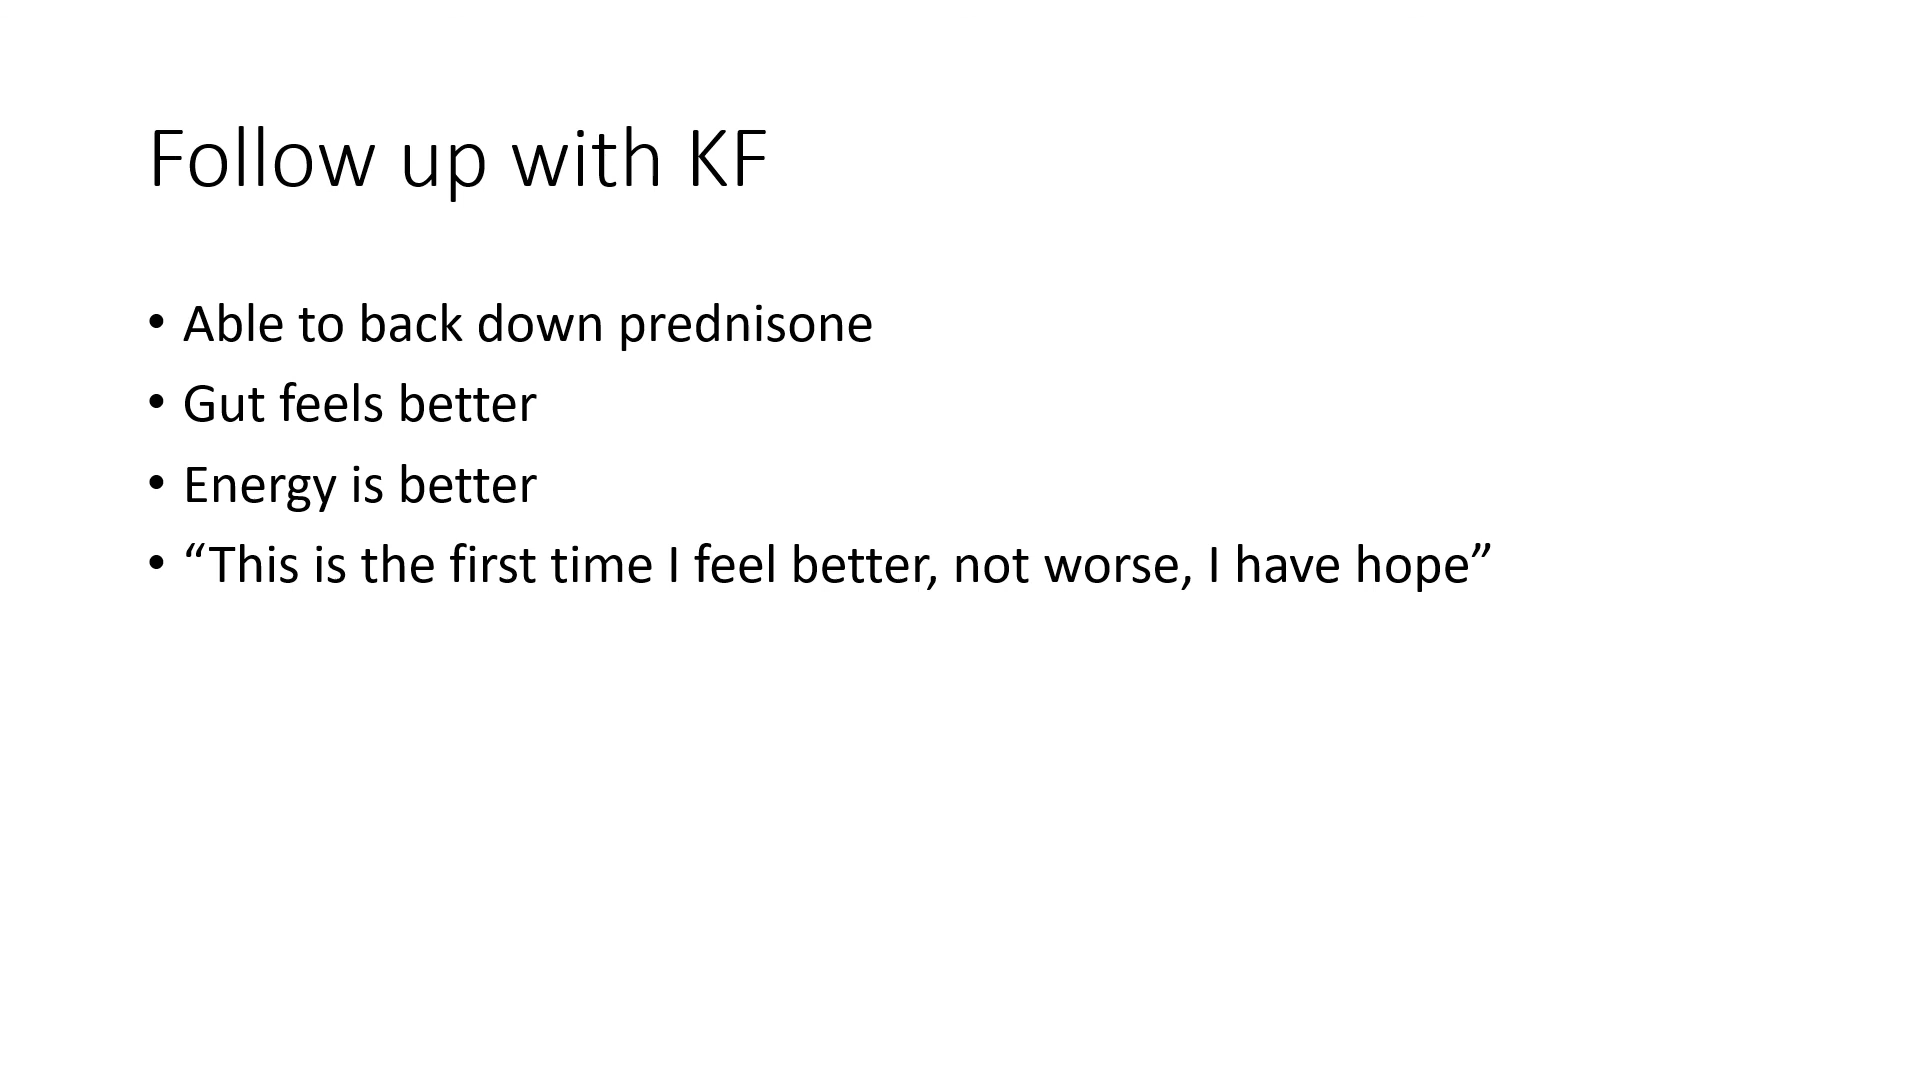 Follow up with KF
• Able to back down prednisone
• Gut feels better
• Energy is better
• “This is the first time I feel better, not worse, I have hope”